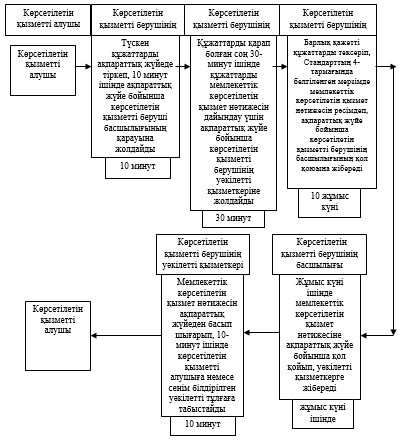 Көрсетілетін
қызметті алушы
Көрсетілетін
қызметті берушінің
Көрсетілетін
қызметті берушінің
Көрсетілетін
қызметті берушінің
Көрсетілетін
қызметті
алушы
Түскен
құжаттарды
ақпараттық жүйеде
тіркеп, 10 минут
ішінде ақпараттық
жүйе бойынша
көрсетілетін
қызметті беруші
басшылығының
қарауына
жолдайды
10 минут
Құжаттарды қарап
болған соң 30-
минут ішінде
құжаттарды
мемлекеттік
көрсетілетін
қызмет нәтижесін
дайындау үшін
ақпараттық жүйе
бойынша
көрсетілетін
қызметті
берушінің
уәкілетті
қызметкеріне
жолдайды
30 минут
Барлық қажетті
құжаттарды тексеріп,
Стандарттың 4-
тармағында
белгіленген мерзімде
мемлекеттік
көрсетілетін қызмет
нәтижесін рәсімдеп,
ақпараттық жүйе
бойынша
көрсетілетін
қызметті берушінің
басшылығының қол
қоюына жібереді
10 жұмыс
күні
Көрсетілетін
қызметті берушінің
басшылығы
Жұмыс күні
ішінде
мемлекеттік
көрсетілетін
қызмет
нәтижесіне
ақпараттық жүйе
бойынша қол
қойып, уәкілетті
қызметкерге
жібереді
жұмыс күні
ішінде
Көрсетілетін
қызметті берушінің
уәкілетті қызметкері
Мемлекеттік
көрсетілетін
қызмет нәтижесін
ақпараттық
жүйеден басып
шығарып, 10-
минут ішінде
көрсетілетін
қызметті
алушыға немесе
сенім білдірілген
уәкілетті тұлғаға
табыстайды
10 минут
Көрсетілетін
қызметті
алушы